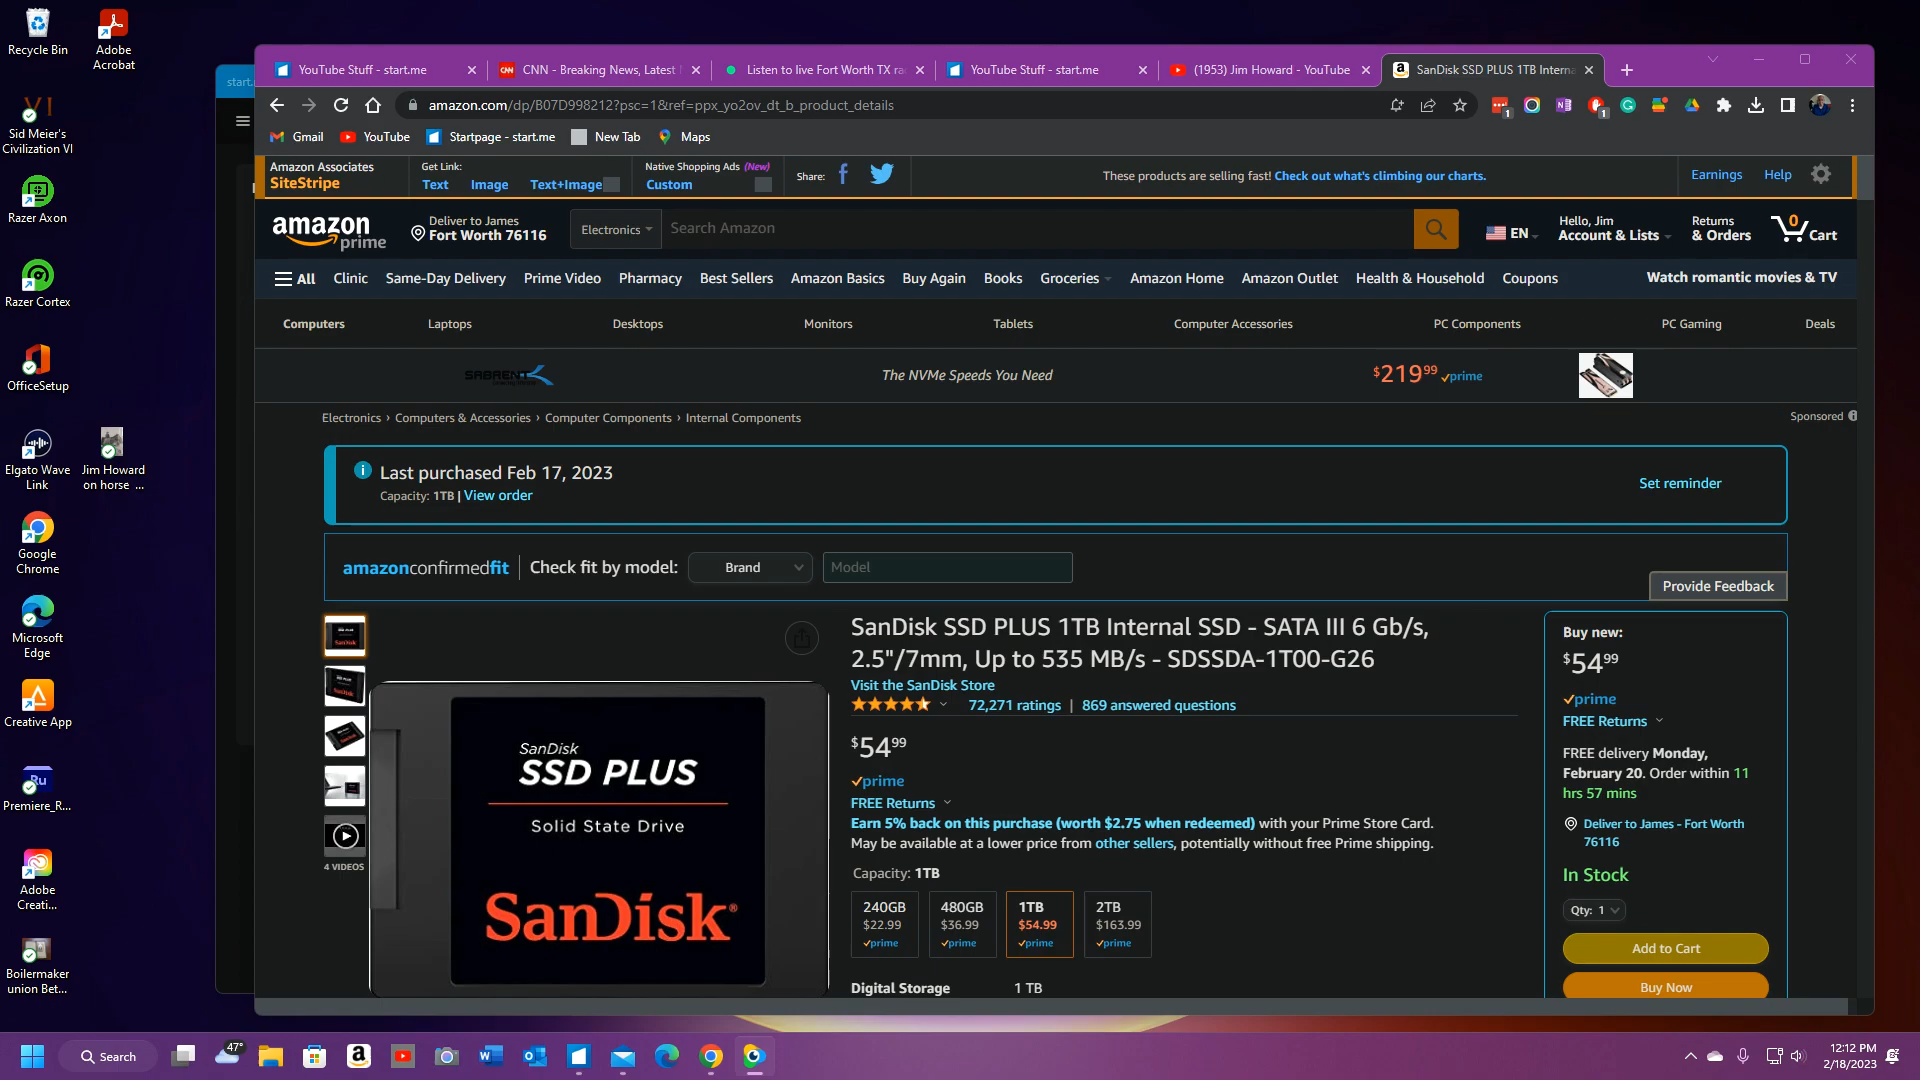 Recycle Bin
Adobe
Acrobat
Sid Meier's
Civilization VI
Razer Axon
Razer Cortex
OfficeSetup
Elgato Wave
Link
Jim Howard
on horse ...
Google
Chrome
Microsoft
Edge
Creative App
Premiere_R...
Adobe
Creati...
Boilermaker
union Bet...
start.
YouTube Stuff - start.me
CNN - Breaking News, Latest
Listen to live Fort Worth TX ra
YouTube Stuff - start.me
(1953) Jim Howard - YouTube
SanDisk SSD PLUS 1TB Interna
amazon.com/dp/B07D998212?psc=1&ref=ppx_yo2ov_dt_b_product_details
1
1
Gmail
YouTube
Startpage - start.me
New Tab
Maps
Amazon Associates
SiteStripe
Get Link:
Text Image Text+Image
Native Shopping Ads (New)
Custom
Share:
These products are selling fast! Check out what's climbing our charts.
Earnings
Help
amazon
prime
Deliver to James
Fort Worth 76116
Electronics
Search Amazon
EN
Hello, Jim
Account & Lists
Returns
& Orders
0
Cart
All Clinic Same-Day Delivery Prime Video Pharmacy Best Sellers Amazon Basics Buy Again Books Groceries Amazon Home Amazon Outlet Health & Household Coupons
Watch romantic movies & TV
Computers Laptops Desktops Monitors Tablets Computer Accessories PC Components PC Gaming Deals
SABRENT
The NVMe Speeds You Need
$219.99 prime
Electronics › Computers & Accessories › Computer Components › Internal Components
Sponsored
Last purchased Feb 17, 2023
Capacity: 1TB | View order
Set reminder
amazonconfirmedfit
Check fit by model:
Brand
Model
Provide Feedback
4 VIDEOS
SanDisk
SSD PLUS
Solid State Drive
SanDisk®
SanDisk SSD PLUS 1TB Internal SSD - SATA III 6 Gb/s,
2.5"/7mm, Up to 535 MB/s - SDSSDA-1T00-G26
Visit the SanDisk Store
72,271 ratings | 869 answered questions
$54 99
prime
FREE Returns
Earn 5% back on this purchase (worth $2.75 when redeemed) with your Prime Store Card.
May be available at a lower price from other sellers, potentially without free Prime shipping.
Capacity: 1TB
240GB
$22.99
prime
480GB
$36.99
prime
1TB
$54.99
prime
2TB
$163.99
prime
Digital Storage 1 TB
Buy new:
$54 99
prime
FREE Returns
FREE delivery Monday,
February 20. Order within 11
hrs 57 mins
Deliver to James - Fort Worth
76116
In Stock
Qty: 1
Add to Cart
Buy Now
Search
47°
12:12 PM
2/18/2023